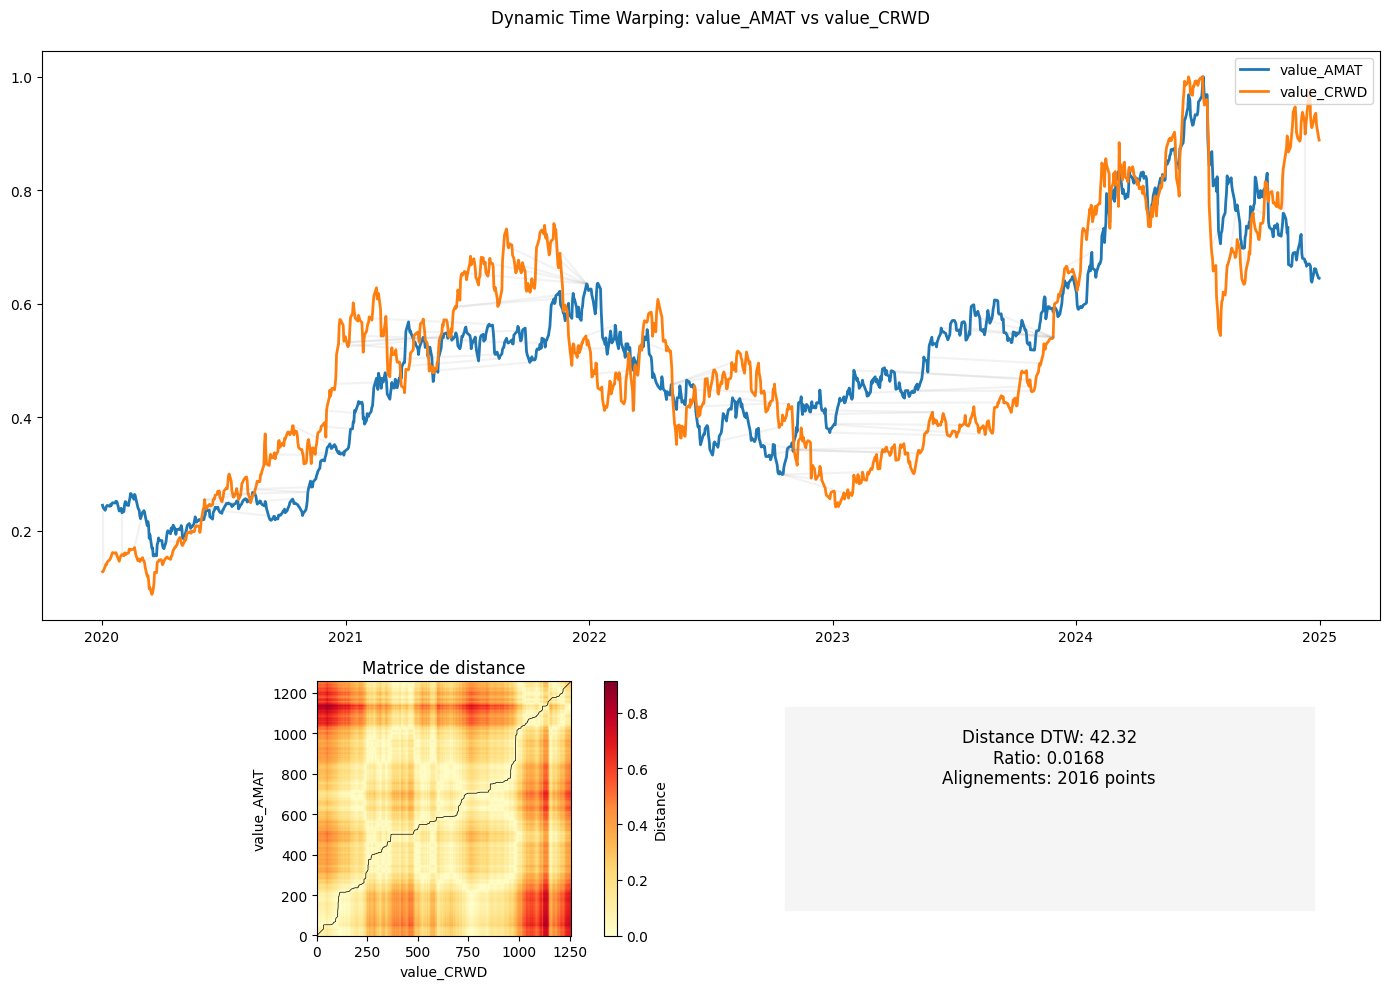 Dynamic Time Warping: value_AMAT vs value_CRWD
value_AMAT
value_CRWD
1.0
0.8
0.6
0.4
0.2
2020 2021 2022 2023 2024 2025
Matrice de distance
1200
1000
800
600
400
200
0
value_AMAT
0 250 500 750 1000 1250
value_CRWD
0.8
0.6
0.4
0.2
0.0
Distance
Distance DTW: 42.32
Ratio: 0.0168
Alignements: 2016 points